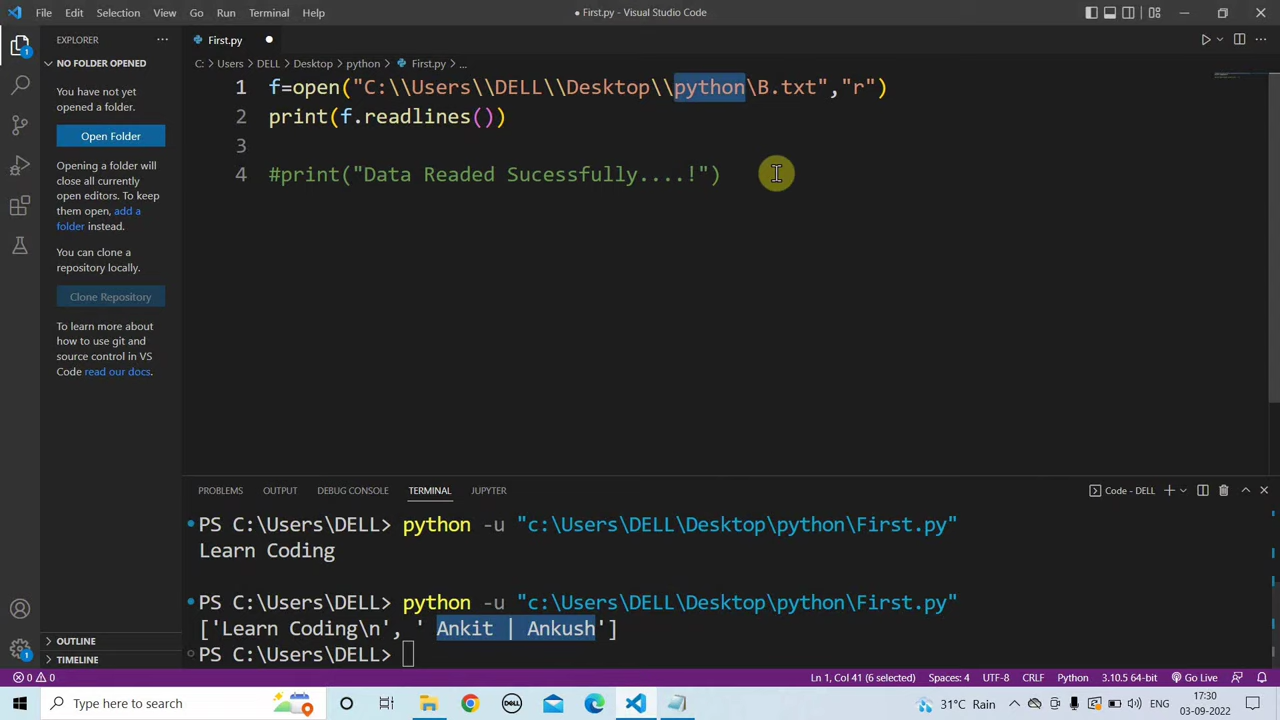 File Edit Selection View Go Run Terminal Help
● First.py - Visual Studio Code
EXPLORER
First.py
NO FOLDER OPENED
C: > Users > DELL > Desktop > python > First.py > ...
You have not
yet opened a
folder.
Open Folder
Opening a folder will
close all currently
open editors. To keep
them open, add a
folder instead.
You can clone a
repository locally.
Clone Repository
To learn more about
how to use git and
source control in VS
Code read our docs.
OUTLINE
TIMELINE
1 f=open("C:\\Users\\DELL\\Desktop\\python\B.txt","r")
2 print(f.readlines())
3
4 #print("Data Readed Sucessfully....!")
PROBLEMS OUTPUT DEBUG CONSOLE TERMINAL JUPYTER
Code - DELL
PS C:\Users\DELL> python -u "c:\Users\DELL\Desktop\python\First.py"
Learn Coding
PS C:\Users\DELL> python -u "c:\Users\DELL\Desktop\python\First.py"
['Learn Coding\n', ' Ankit | Ankush']
PS C:\Users\DELL>
0 0
Ln 1, Col 41 (6 selected) Spaces: 4 UTF-8 CRLF Python 3.10.5 64-bit Go Live
Type here to search
31°C Rain
ENG
17:30
03-09-2022